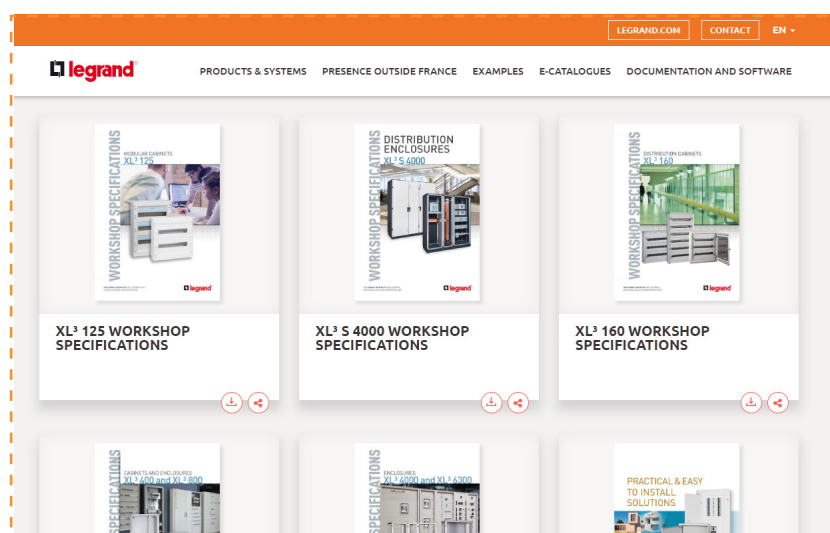 LEGRAND.COM CONTACT EN
legrand
PRODUCTS & SYSTEMS PRESENCE OUTSIDE FRANCE EXAMPLES E-CATALOGUES DOCUMENTATION AND SOFTWARE
WORKSHOP SPECIFICATIONS
MODULAR CABINETS
XL³ 125
legrand
WORKSHOP SPECIFICATIONS
DISTRIBUTION
ENCLOSURES
XL³ S 4000
legrand
WORKSHOP SPECIFICATIONS
DISTRIBUTION CABINETS
XL³ 160
legrand
XL³ 125 WORKSHOP
SPECIFICATIONS
XL³ S 4000 WORKSHOP
SPECIFICATIONS
XL³ 160 WORKSHOP
SPECIFICATIONS
SPECIFICATIONS
CABINETS AND ENCLOSURES
XL³ 400 and XL³ 800
SPECIFICATIONS
ENCLOSURES
XL³ 4000 and XL³ 6300
PRACTICAL & EASY
TO INSTALL
SOLUTIONS